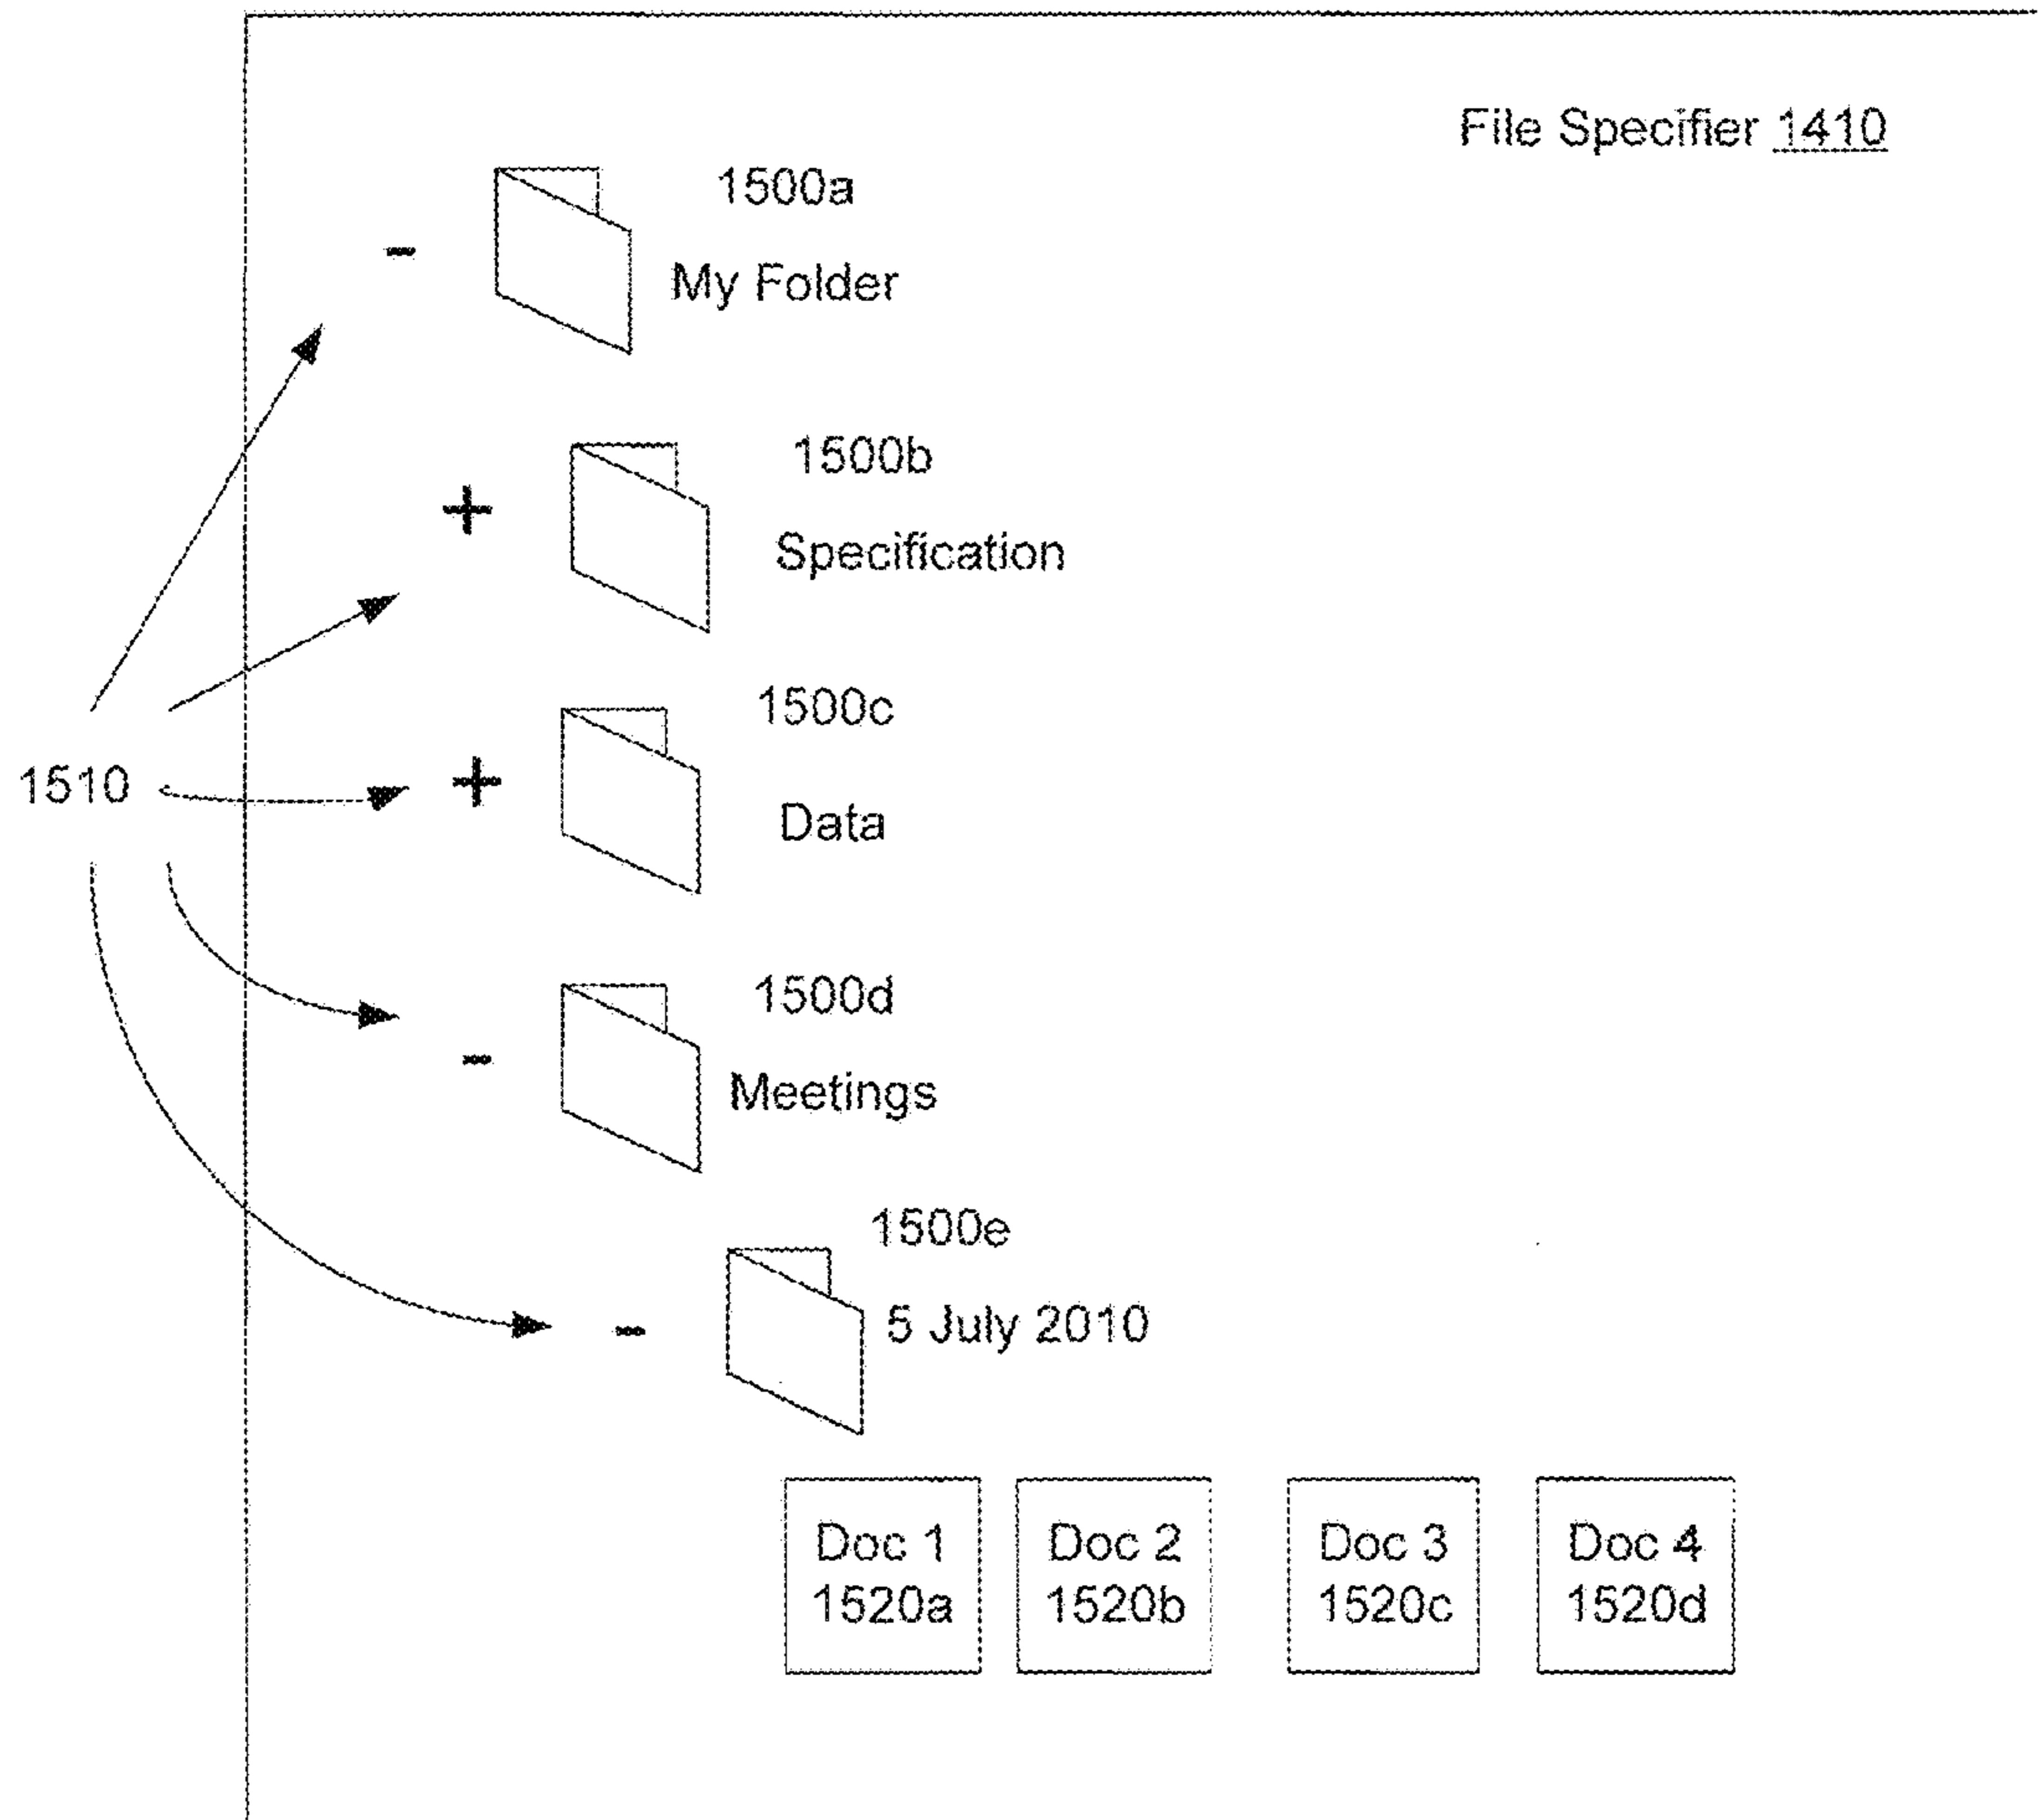 File Specifier 1410
1500a
-
My Folder
1500b
+
Specification
1500c
1510
+
Data
1500d
-
Meetings
1500e
-
5 July 2010
Doc 1
1520a
Doc 2
1520b
Doc 3
1520c
Doc 4
1520d